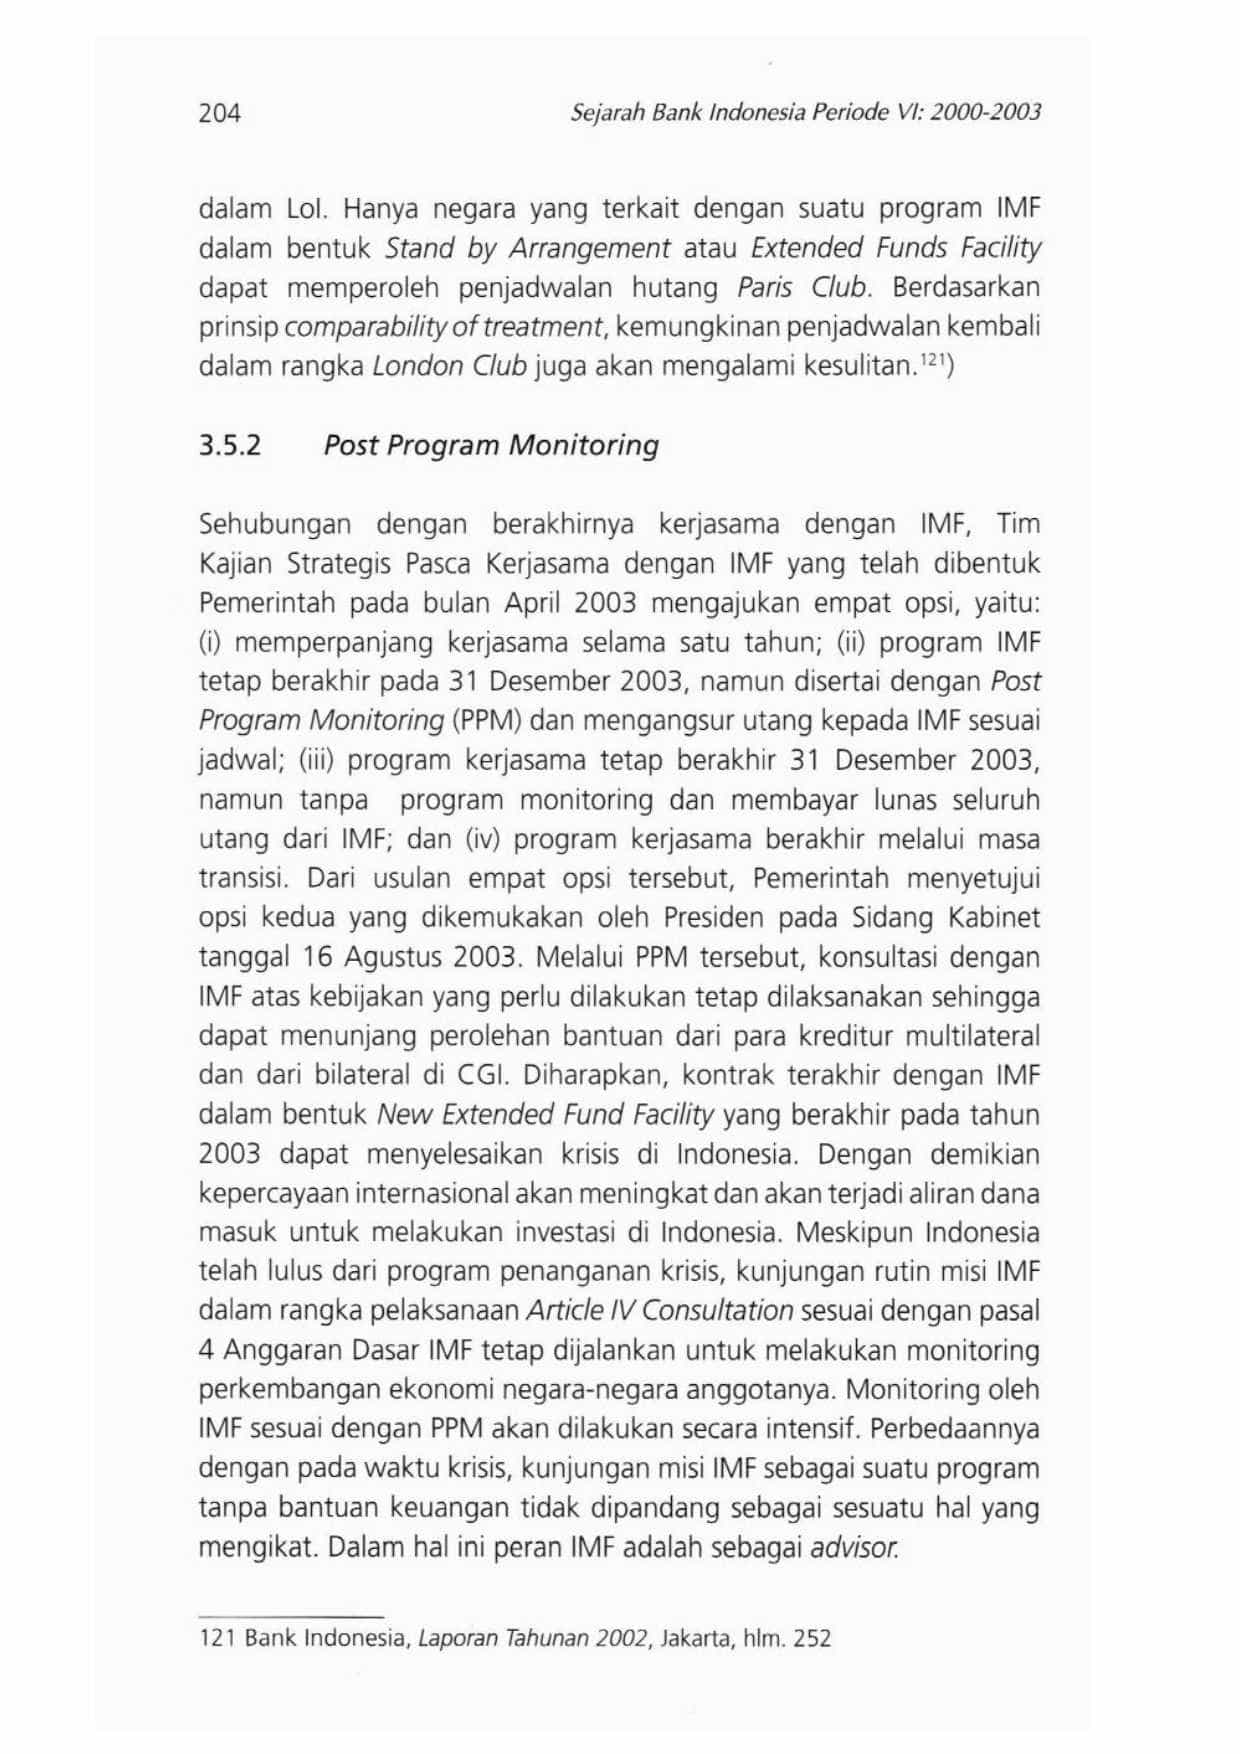 204
Sejarah Bank Indonesia Periode VI: 2000-2003
dalam LoI. Hanya negara yang terkait dengan suatu program IMF
dalam bentuk Stand by Arrangement atau Extended Funds Facility
dapat memperoleh penjadwalan hutang Paris Club. Berdasarkan
prinsip comparability of treatment, kemungkinan penjadwalan kembali
dalam rangka London Club juga akan mengalami kesulitan.¹²¹)
3.5.2 Post Program Monitoring
Sehubungan dengan berakhirnya kerjasama dengan IMF, Tim
Kajian Strategis Pasca Kerjasama dengan IMF yang telah dibentuk
Pemerintah pada bulan April 2003 mengajukan empat opsi, yaitu:
(i) memperpanjang kerjasama selama satu tahun; (ii) program IMF
tetap berakhir pada 31 Desember 2003, namun disertai dengan Post
Program Monitoring (PPM) dan mengangsur utang kepada IMF sesuai
jadwal; (iii) program kerjasama tetap berakhir 31 Desember 2003,
namun tanpa program monitoring dan membayar lunas seluruh
utang dari IMF; dan (iv) program kerjasama berakhir melalui masa
transisi. Dari usulan empat opsi tersebut, Pemerintah menyetujui
opsi kedua yang dikemukakan oleh Presiden pada Sidang Kabinet
tanggal 16 Agustus 2003. Melalui PPM tersebut, konsultasi dengan
IMF atas kebijakan yang perlu dilakukan tetap dilaksanakan sehingga
dapat menunjang perolehan bantuan dari para kreditur multilateral
dan dari bilateral di CGI. Diharapkan, kontrak terakhir dengan IMF
dalam bentuk New Extended Fund Facility yang berakhir pada tahun
2003 dapat menyelesaikan krisis di Indonesia. Dengan demikian
kepercayaan internasional akan meningkat dan akan terjadi aliran dana
masuk untuk melakukan investasi di Indonesia. Meskipun Indonesia
telah lulus dari program penanganan krisis, kunjungan rutin misi IMF
dalam rangka pelaksanaan Article IV Consultation sesuai dengan pasal
4 Anggaran Dasar IMF tetap dijalankan untuk melakukan monitoring
perkembangan ekonomi negara-negara anggotanya. Monitoring oleh
IMF sesuai dengan PPM akan dilakukan secara intensif. Perbedaannya
dengan pada waktu krisis, kunjungan misi IMF sebagai suatu program
tanpa bantuan keuangan tidak dipandang sebagai sesuatu hal yang
mengikat. Dalam hal ini peran IMF adalah sebagai advisor.
121 Bank Indonesia, Laporan Tahunan 2002, Jakarta, hlm. 252